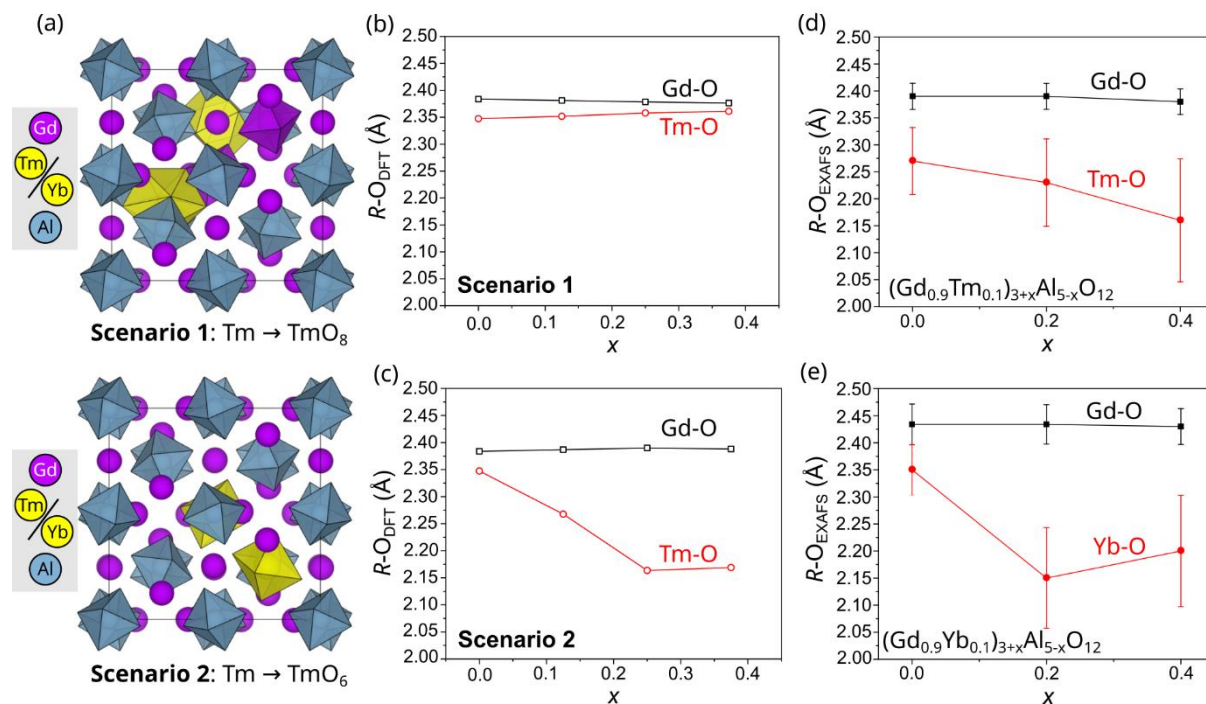 (a)
Gd
Tm
Yb
Al
Scenario 1: Tm → TmO₈
Gd
Tm
Yb
Al
Scenario 2: Tm → TmO₆
(b)
2.50
2.45
2.40
2.35
2.30
2.25
2.20
2.15
2.10
2.05
2.00
R-O_DFT (Å)
Gd-O
Tm-O
Scenario 1
0.0 0.1 0.2 0.3 0.4
x
(c)
2.50
2.45
2.40
2.35
2.30
2.25
2.20
2.15
2.10
2.05
2.00
R-O_DFT (Å)
Gd-O
Tm-O
Scenario 2
0.0 0.1 0.2 0.3 0.4
x
(d)
2.50
2.45
2.40
2.35
2.30
2.25
2.20
2.15
2.10
2.05
2.00
R-O_EXAFS (Å)
Gd-O
Tm-O
(Gd₀.₉Tm₀.₁)₃₊ₓAl₅₋ₓO₁₂
0.0 0.2 0.4
x
(e)
2.50
2.45
2.40
2.35
2.30
2.25
2.20
2.15
2.10
2.05
2.00
R-O_EXAFS (Å)
Gd-O
Yb-O
(Gd₀.₉Yb₀.₁)₃₊ₓAl₅₋ₓO₁₂
0.0 0.2 0.4
x